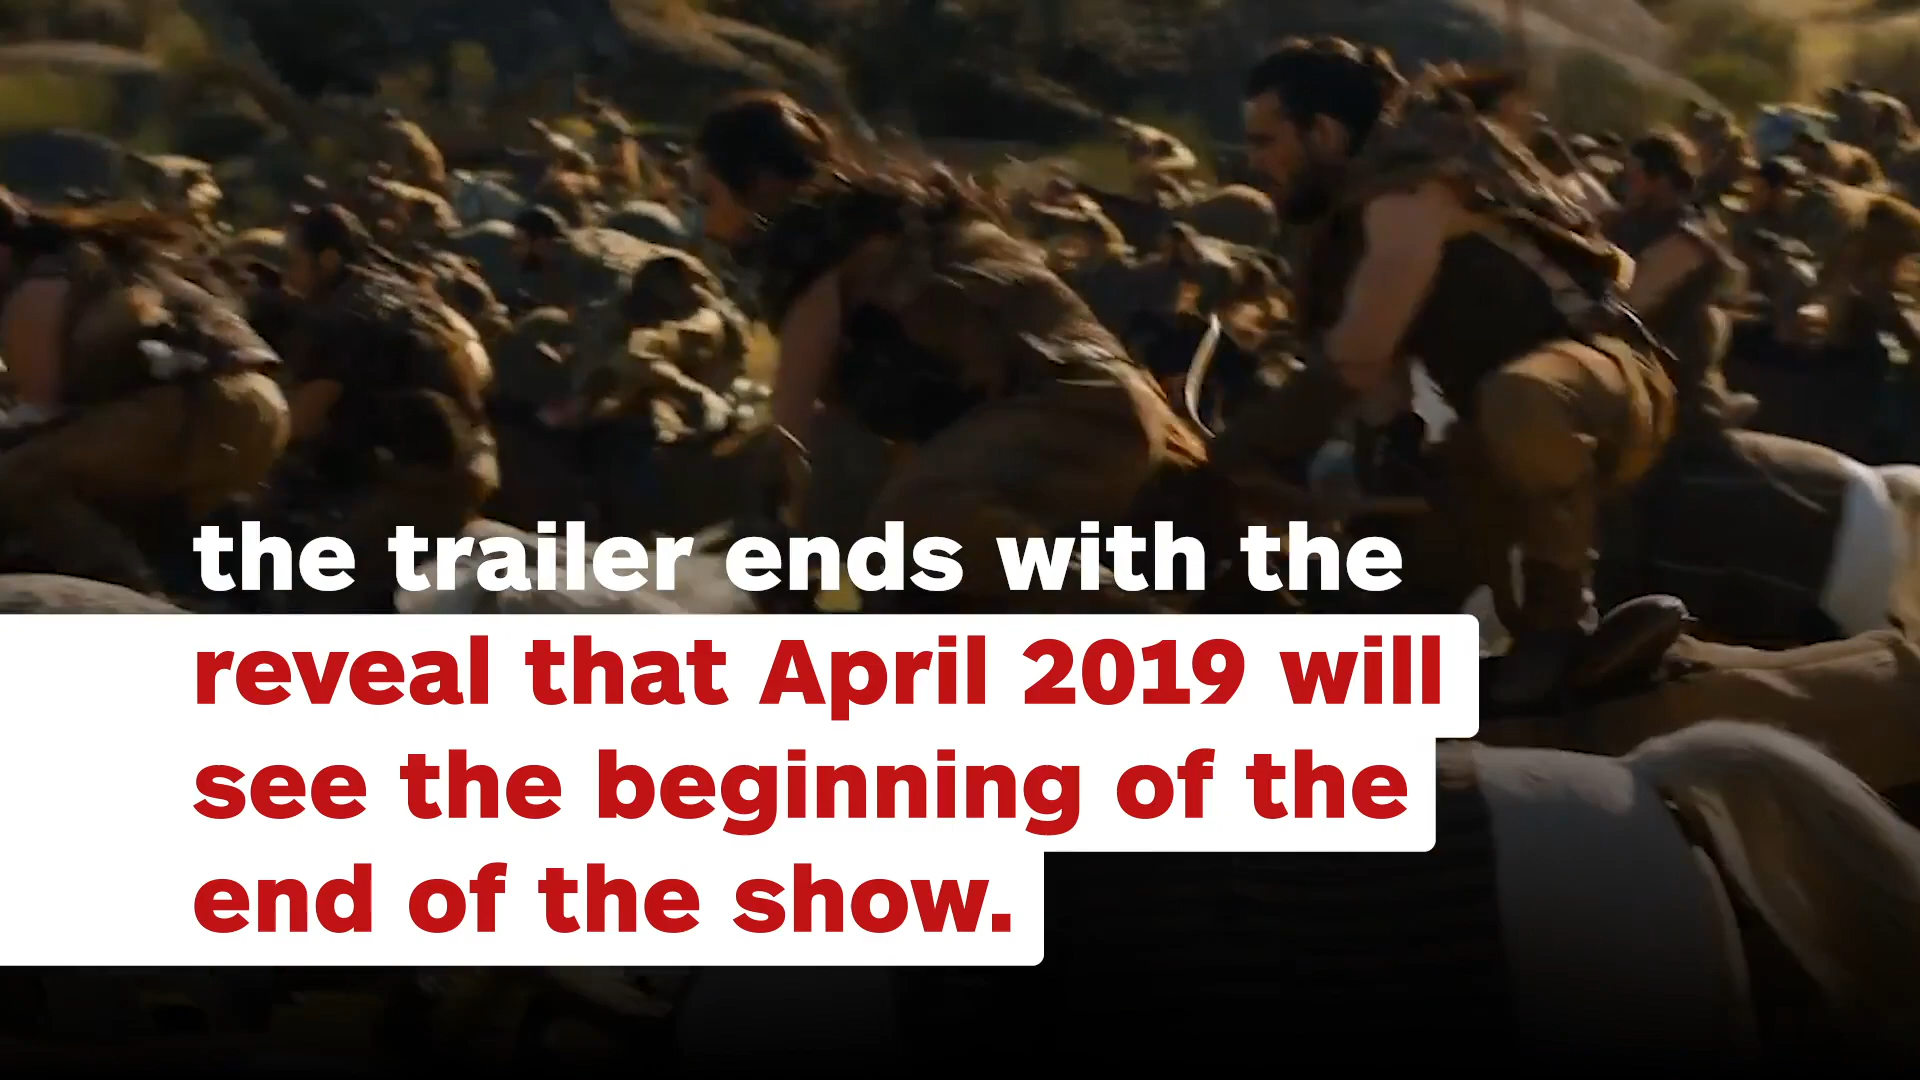 the trailer ends with the
reveal that April 2019 will
see the beginning of the
end of the show.